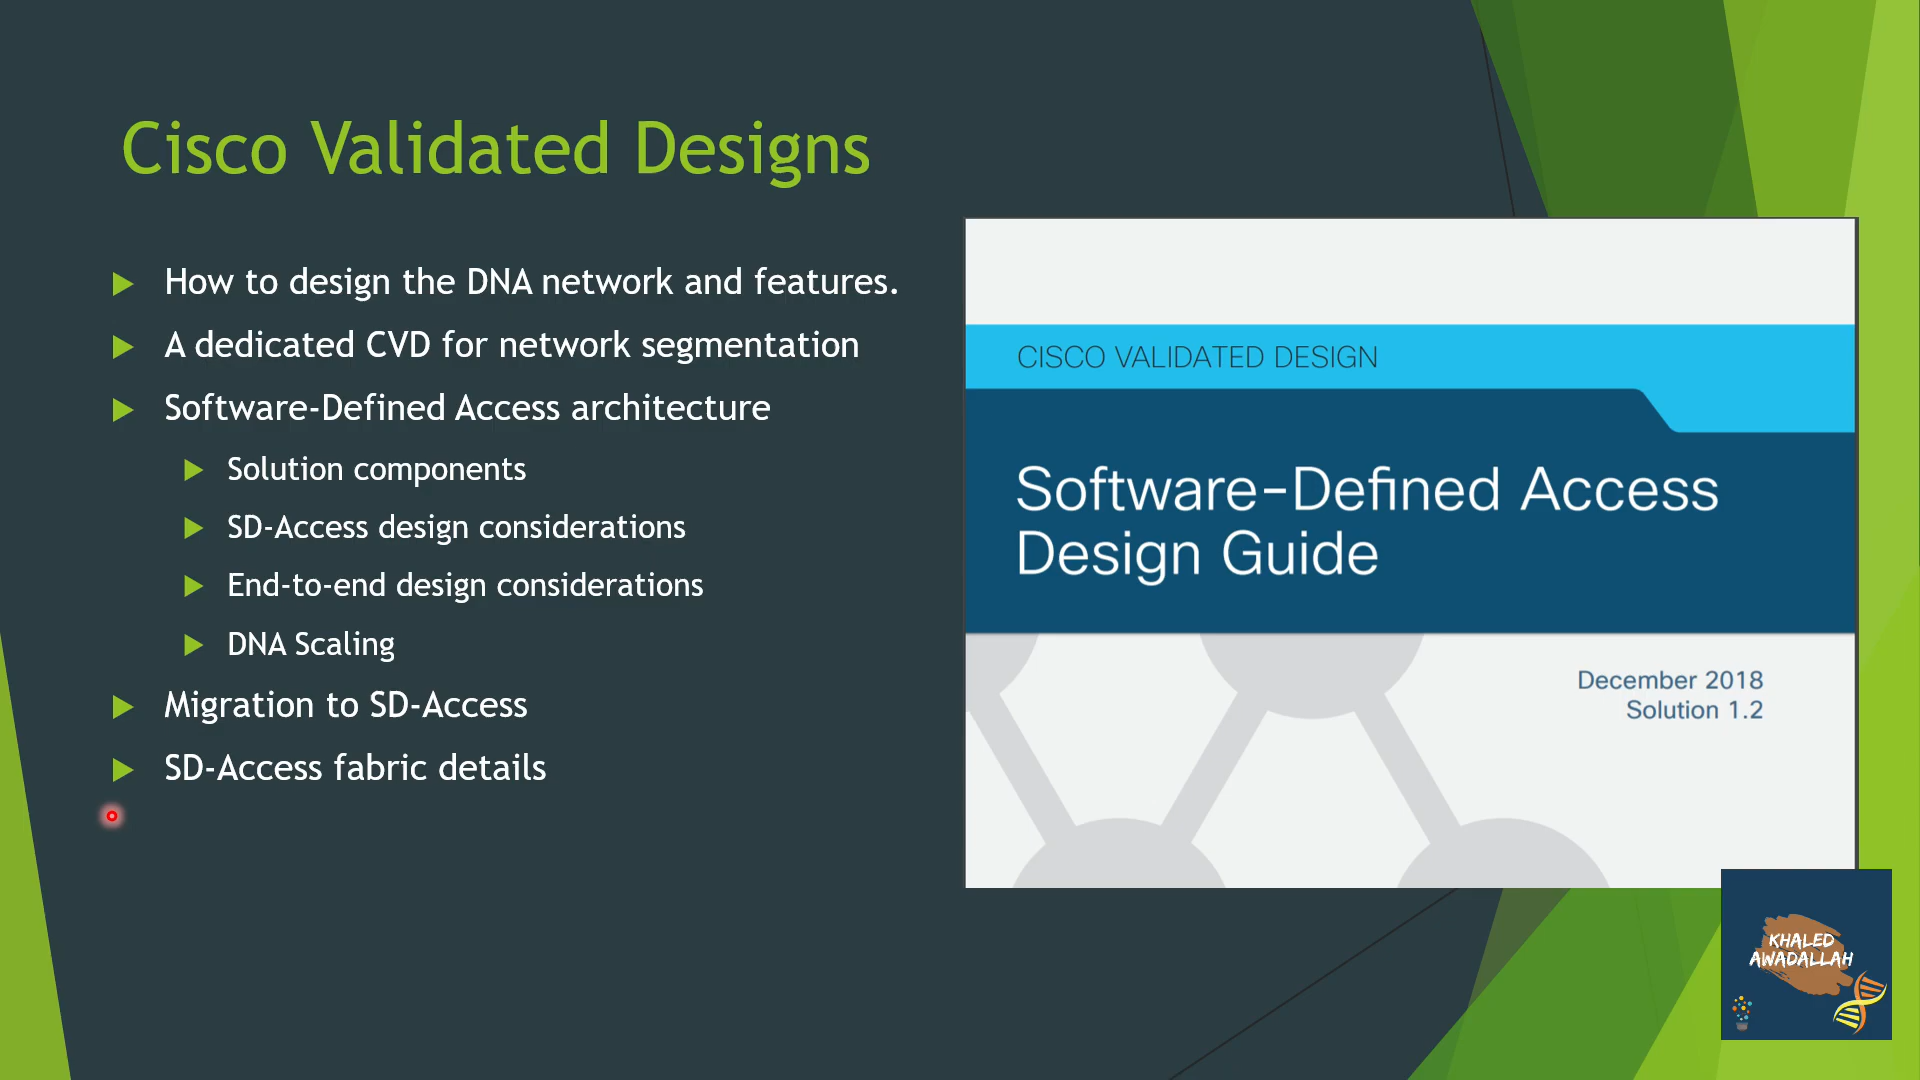 Cisco Validated Designs
How to design the DNA network and features.
A dedicated CVD for network segmentation
Software-Defined Access architecture
Solution components
SD-Access design considerations
End-to-end design considerations
DNA Scaling
Migration to SD-Access
SD-Access fabric details
CISCO VALIDATED DESIGN
Software-Defined Access
Design Guide
December 2018
Solution 1.2
KHALED
AWADALLAH